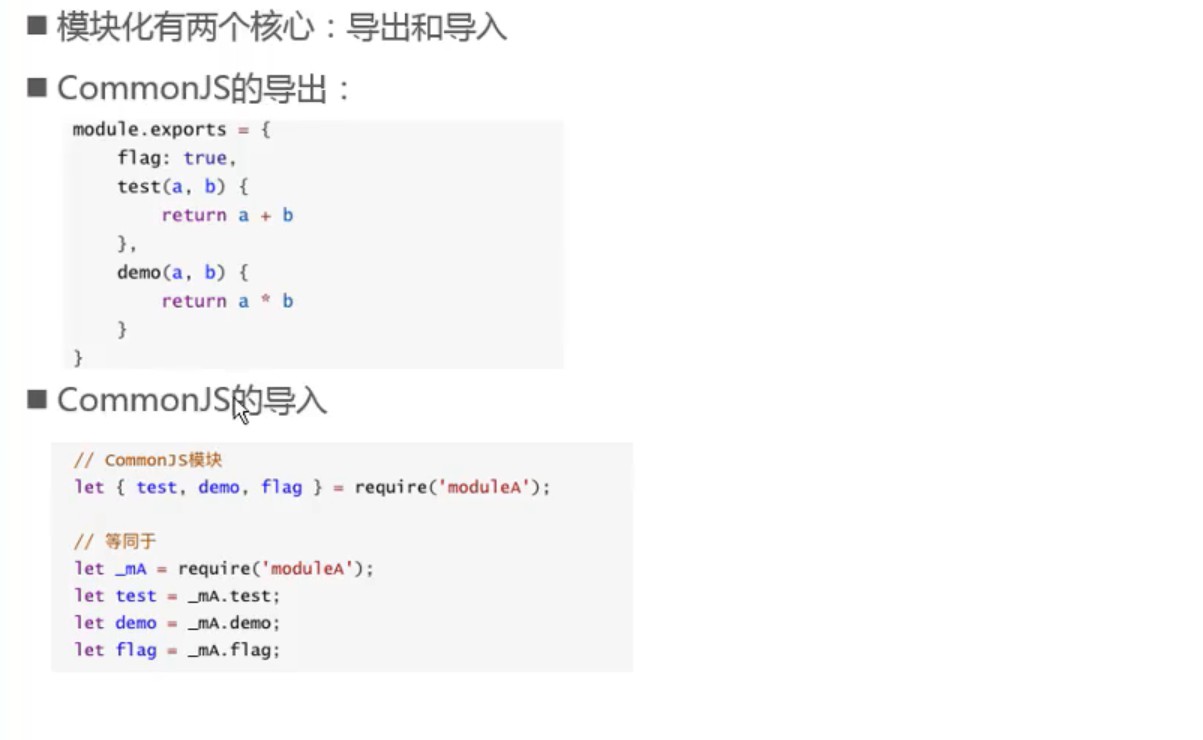 ■ 模块化有两个核心：导出和导入
■ CommonJS的导出：
module.exports = {
    flag: true,
    test(a, b) {
        return a + b
    },
    demo(a, b) {
        return a * b
    }
}
■ CommonJS的导入
// CommonJS模块
let { test, demo, flag } = require('moduleA');
// 等同于
let _mA = require('moduleA');
let test = _mA.test;
let demo = _mA.demo;
let flag = _mA.flag;